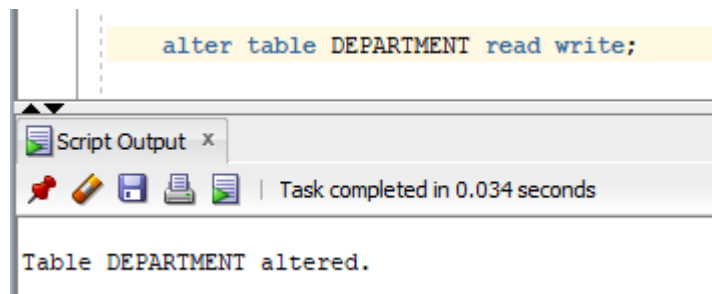 alter table DEPARTMENT read write;
Script Output x
Task completed in 0.034 seconds
Table DEPARTMENT altered.